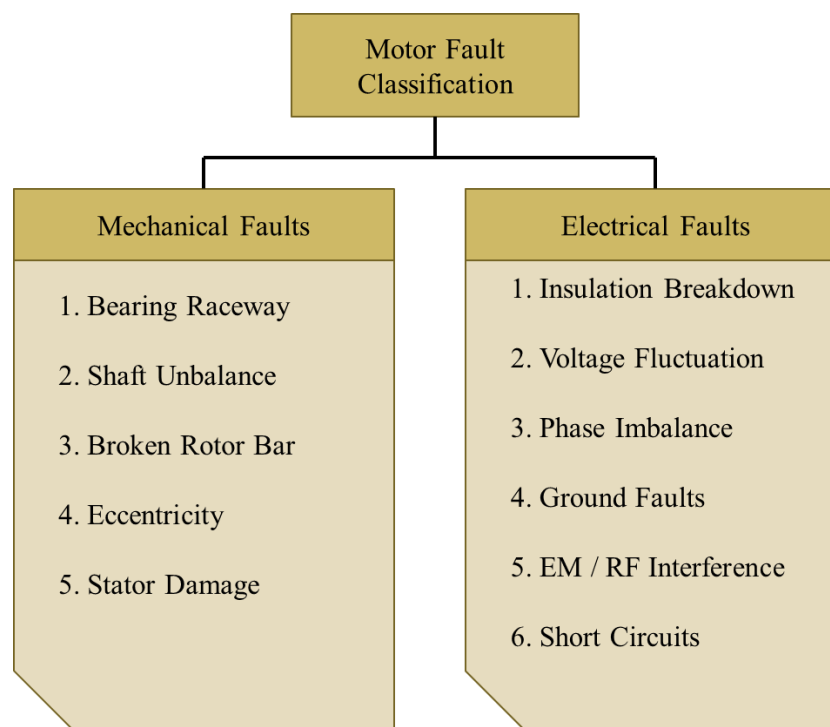 Motor Fault
Classification
Mechanical Faults
1. Bearing Raceway
2. Shaft Unbalance
3. Broken Rotor Bar
4. Eccentricity
5. Stator Damage
Electrical Faults
1. Insulation Breakdown
2. Voltage Fluctuation
3. Phase Imbalance
4. Ground Faults
5. EM / RF Interference
6. Short Circuits